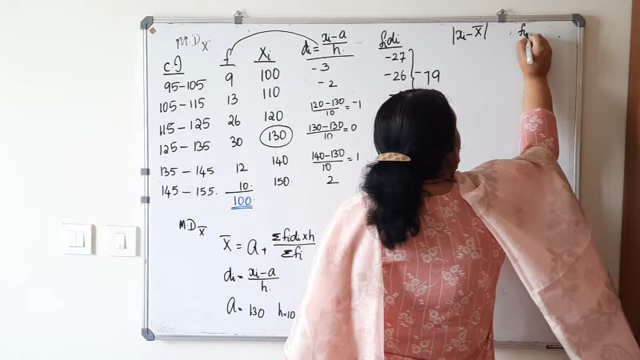 M.D x̄
C.I f xi di = xi-a/h fidi |xi-x̄| fi
95-105 9 100 -3 -27
105-115 13 110 -2 -26 -79
115-125 26 120 120-130/10 = -1
125-135 30 130 130-130/10 = 0
135-145 12 140 140-130/10 = 1
145-155. 10 150 2
100
M.D x̄
x̄ = a + Σfidi×h/Σfi
di = xi-a/h
a = 130 h=10